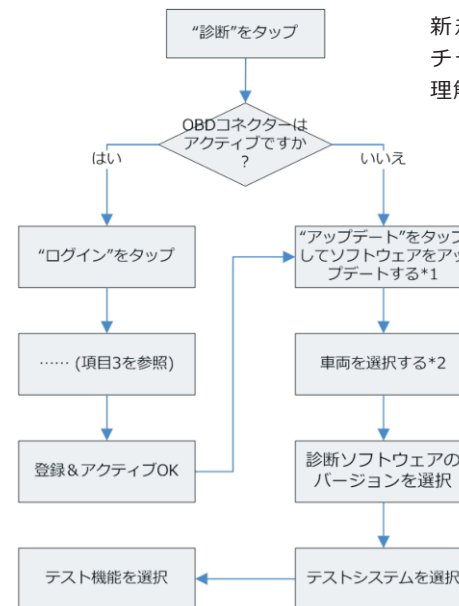 “診断”をタップ
OBDコネクターは
アクティブですか
?
はい
いいえ
“ログイン”をタップ
“アップデート”をタップ
してソフトウェアをアッ
プデートする*1
…… (項目3を参照)
車両を選択する*2
登録＆アクティブOK
診断ソフトウェアの
バージョンを選択
テスト機能を選択
テストシステムを選択
新
チ
理